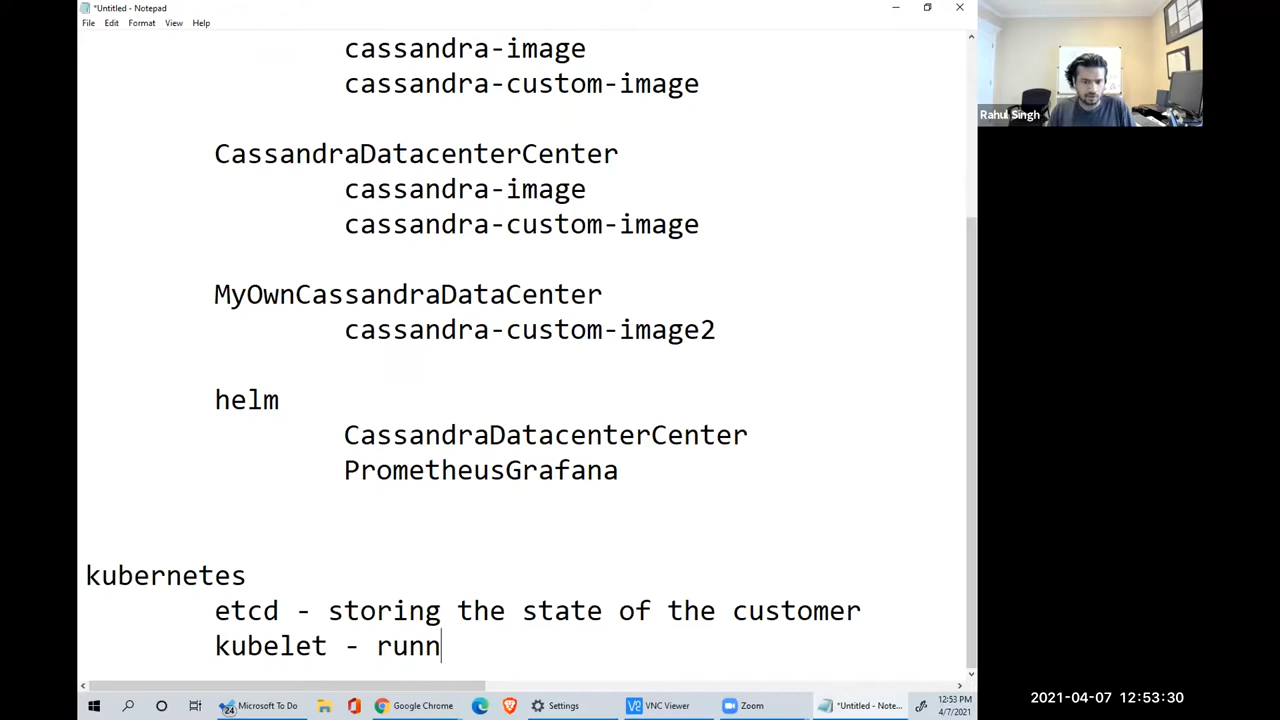 *Untitled - Notepad
File Edit Format View Help
cassandra-image
cassandra-custom-image
CassandraDatacenterCenter
cassandra-image
cassandra-custom-image
MyOwnCassandraDataCenter
cassandra-custom-image2
helm
CassandraDatacenterCenter
PrometheusGrafana
kubernetes
etcd - storing the state of the customer
kubelet - runn
Rahul Singh
24 Microsoft To Do
Google Chrome
Settings
VNC Viewer
Zoom
*Untitled - Note...
12:53 PM
4/7/2021
2021-04-07 12:53:30